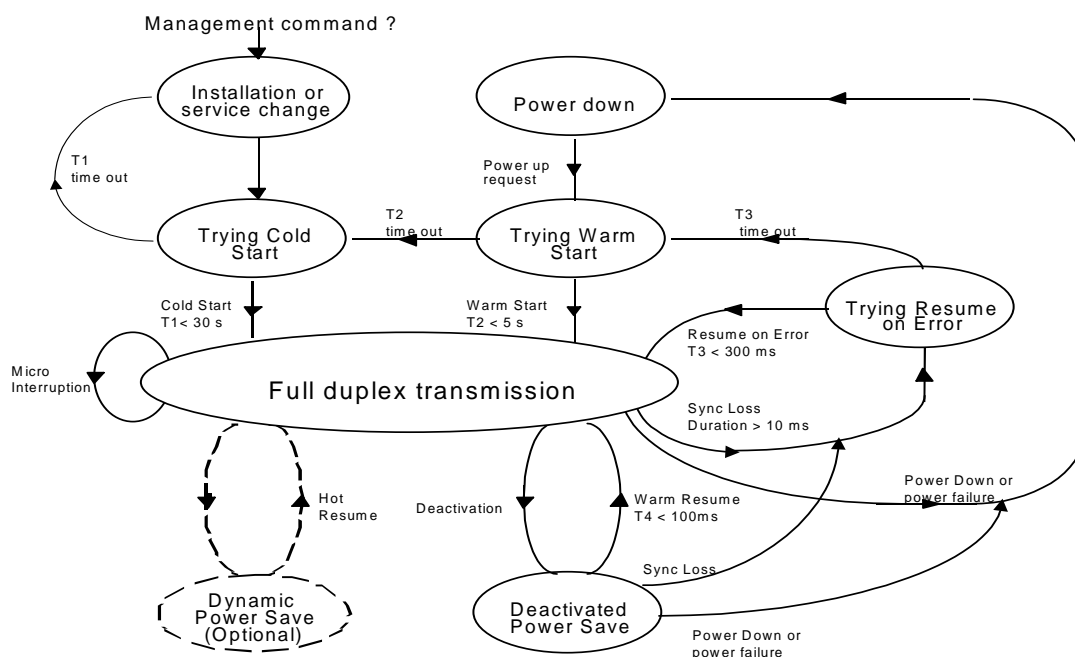 Management command ?
Installation or
service change
Power down
T1
time out
Power up
request
T2
time out
T3
time out
Trying Cold
Start
Trying Warm
Start
Trying Resume
on Error
Cold Start
T1< 30 s
Warm Start
T2 < 5 s
Resume on Error
T3 < 300 ms
Micro
Interruption
Full duplex transmission
Sync Loss
Duration > 10 ms
Power Down or
power failure
Hot
Resume
Deactivation
Warm Resume
T4 < 100ms
Sync Loss
Dynamic
Power Save
(Optional)
Deactivated
Power Save
Power Down or
power failure